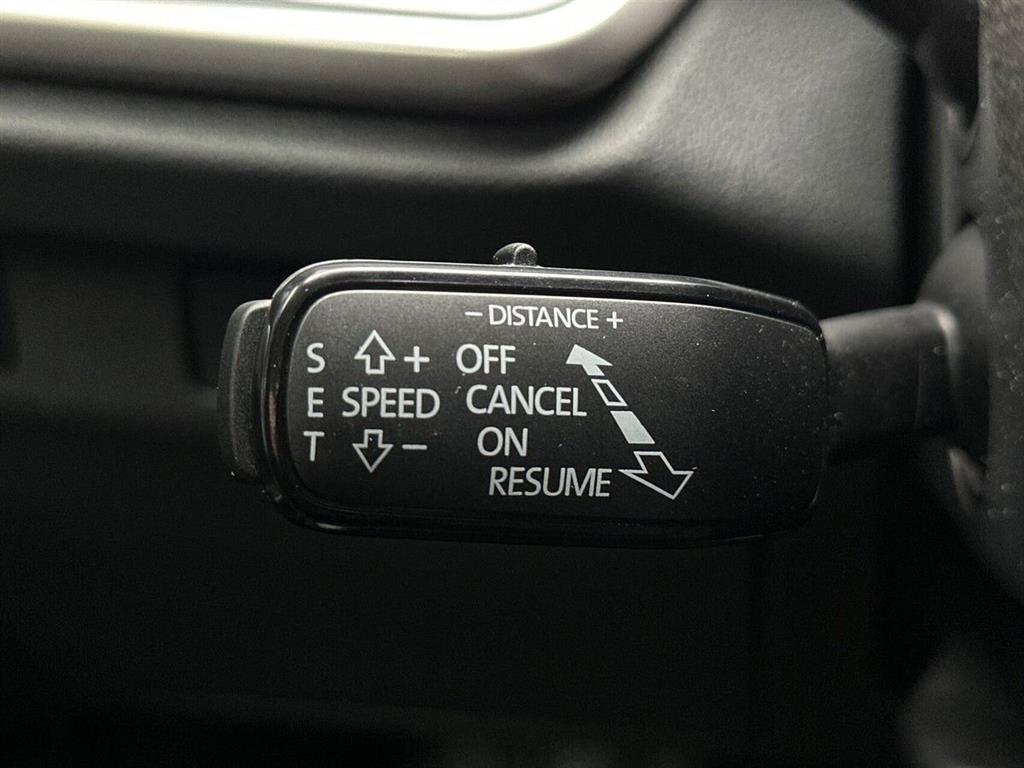 − DISTANCE +
S + OFF
E SPEED CANCEL
T − ON
RESUME